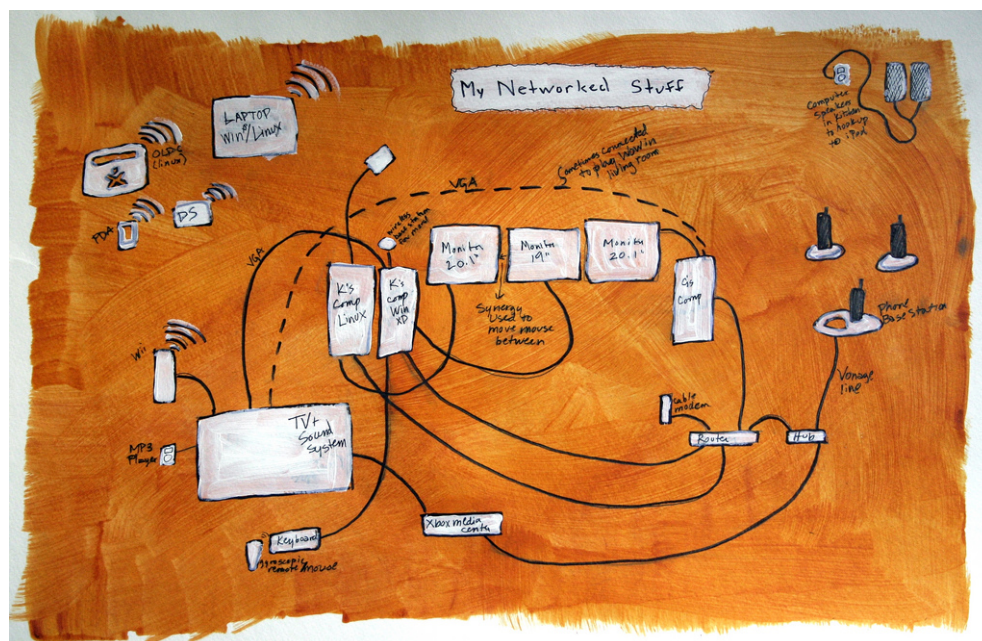 My Networked Stuff
LAPTOP
Win/Linux
OLPC
(linux)
PDA
DS
Computer
Speakers
in Kitchen
to hookup
to iPod
Sometimes connected
to play WoW in
living room
VGA
VGA
wireless
base station
Monitor
20.1"
Monitor
19"
Monitor
20.1"
K's
Comp
Linux
K's
comp
Win
XP
G's
Comp
Synergy
Used to
move mouse
between
Phone
Base Station
Vonage
line
Wii
TV+
Sound
System
MP3
Player
cable
modem
Router
Hub
Xbox media
center
Keyboard
gyroscopic
remote/mouse